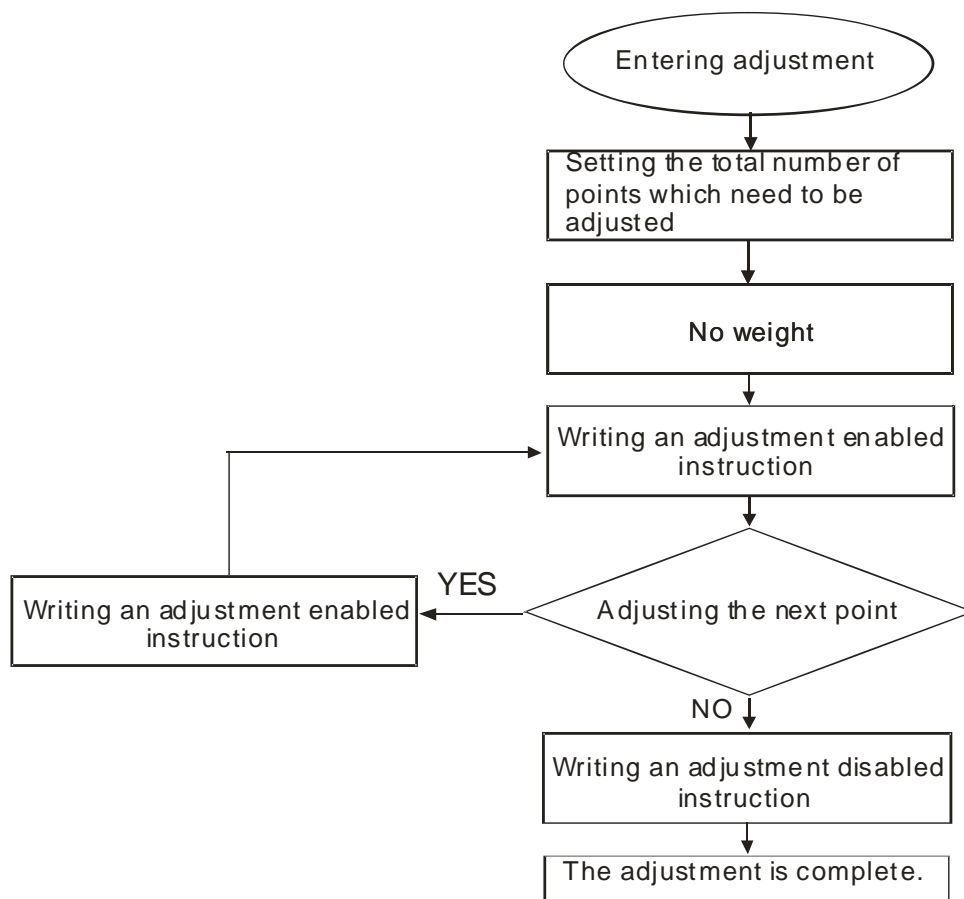 Entering adjustment
Setting the total number of
points which need to be
adjusted
No weight
Writing an adjustment enabled
instruction
YES
Adjusting the next point
Writing an adjustment enabled
instruction
NO
Writing an adjustment disabled
instruction
The adjustment is complete.